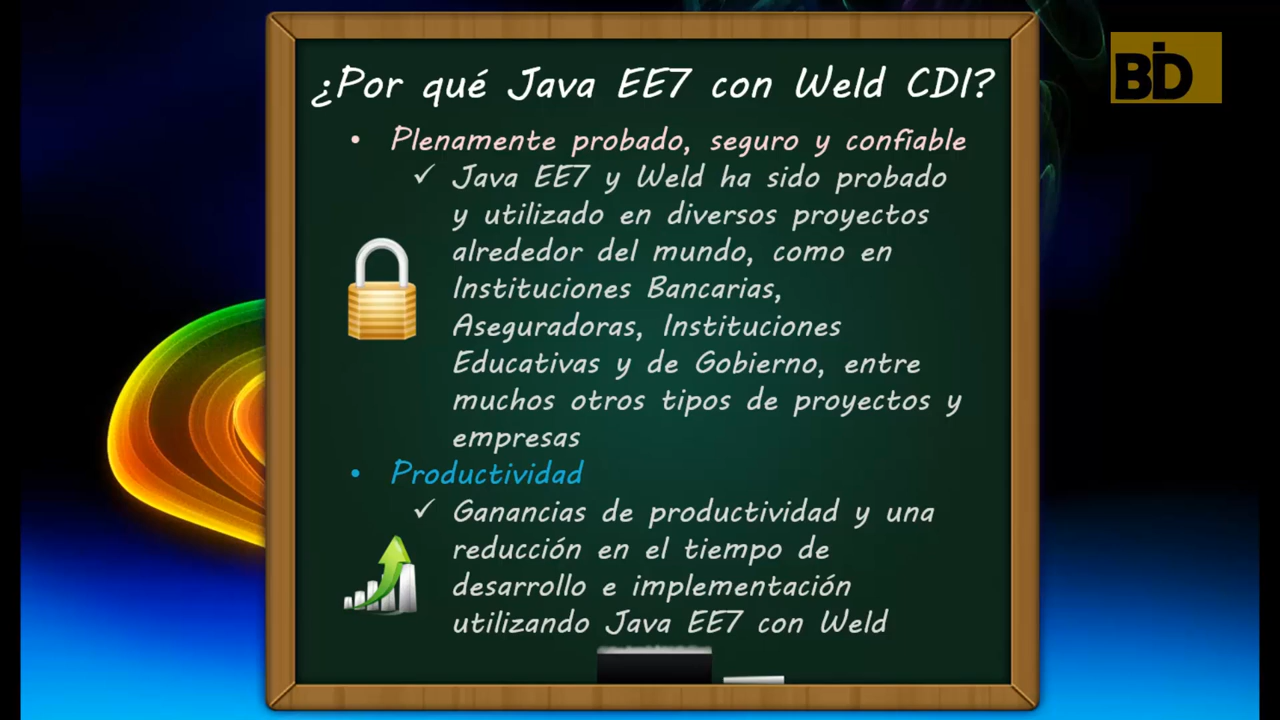 ¿Por qué Java EE7 con Weld CDI?
BID
• Plenamente probado, seguro y confiable
✓ Java EE7 y Weld ha sido probado
y utilizado en diversos proyectos
alrededor del mundo, como en
Instituciones Bancarias,
Aseguradoras, Instituciones
Educativas y de Gobierno, entre
muchos otros tipos de proyectos y
empresas
• Productividad
✓ Ganancias de productividad y una
reducción en el tiempo de
desarrollo e implementación
utilizando Java EE7 con Weld